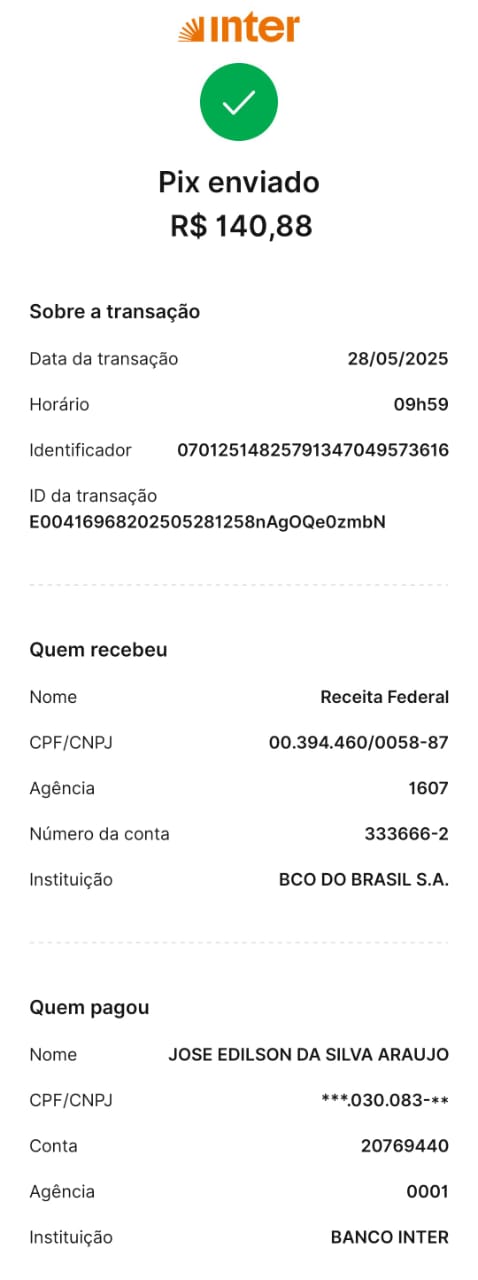 inter
Pix enviado
R$ 140,88
Sobre a transação
Data da transação 28/05/2025
Horário 09h59
Identificador 07012514825791347049573616
ID da transação
E00416968202505281258nAgOQe0zmbN
Quem recebeu
Nome Receita Federal
CPF/CNPJ 00.394.460/0058-87
Agência 1607
Número da conta 333666-2
Instituição BCO DO BRASIL S.A.
Quem pagou
Nome JOSE EDILSON DA SILVA ARAUJO
CPF/CNPJ ***.030.083-**
Conta 20769440
Agência 0001
Instituição BANCO INTER